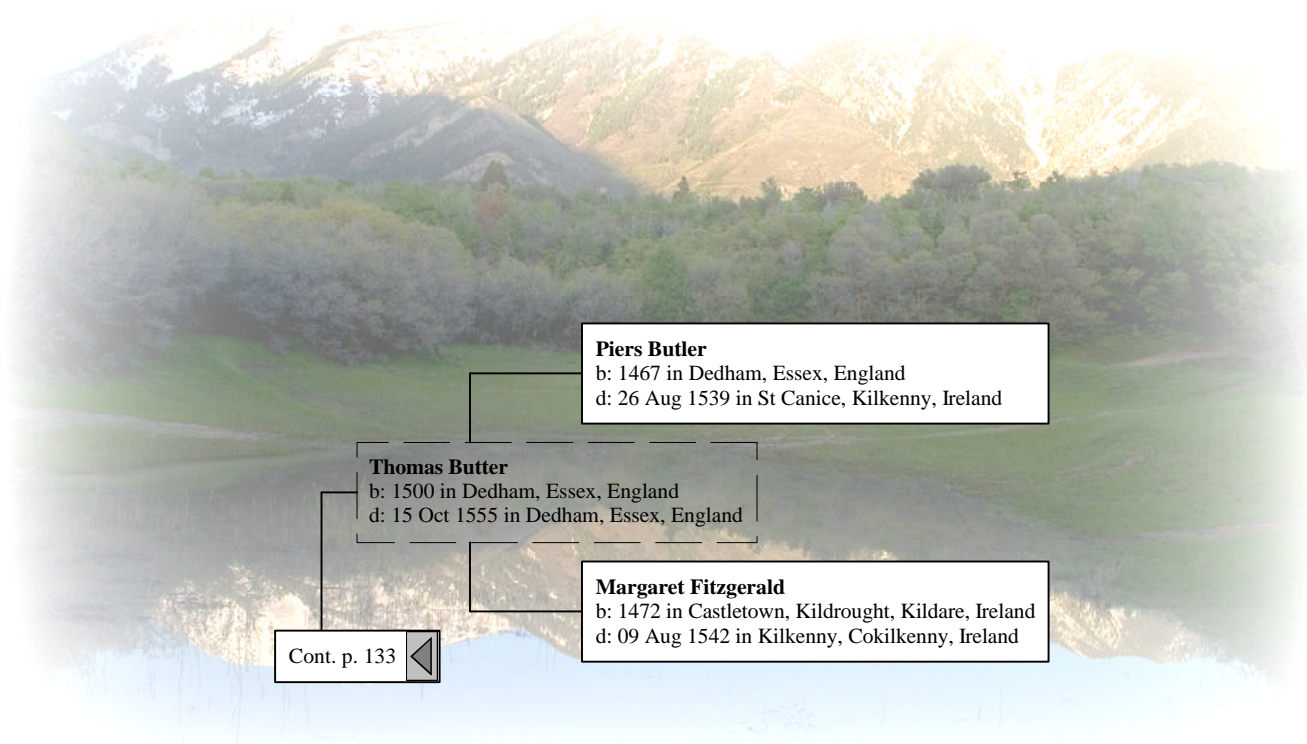 Piers Butler
b: 1467 in Dedham, Essex, England
d: 26 Aug 1539 in St Canice, Kilkenny, Ireland
Thomas Butter
b: 1500 in Dedham, Essex, England
d: 15 Oct 1555 in Dedham, Essex, England
Margaret Fitzgerald
b: 1472 in Castletown, Kildrought, Kildare, Ireland
d: 09 Aug 1542 in Kilkenny, Cokilkenny, Ireland
Cont. p. 133